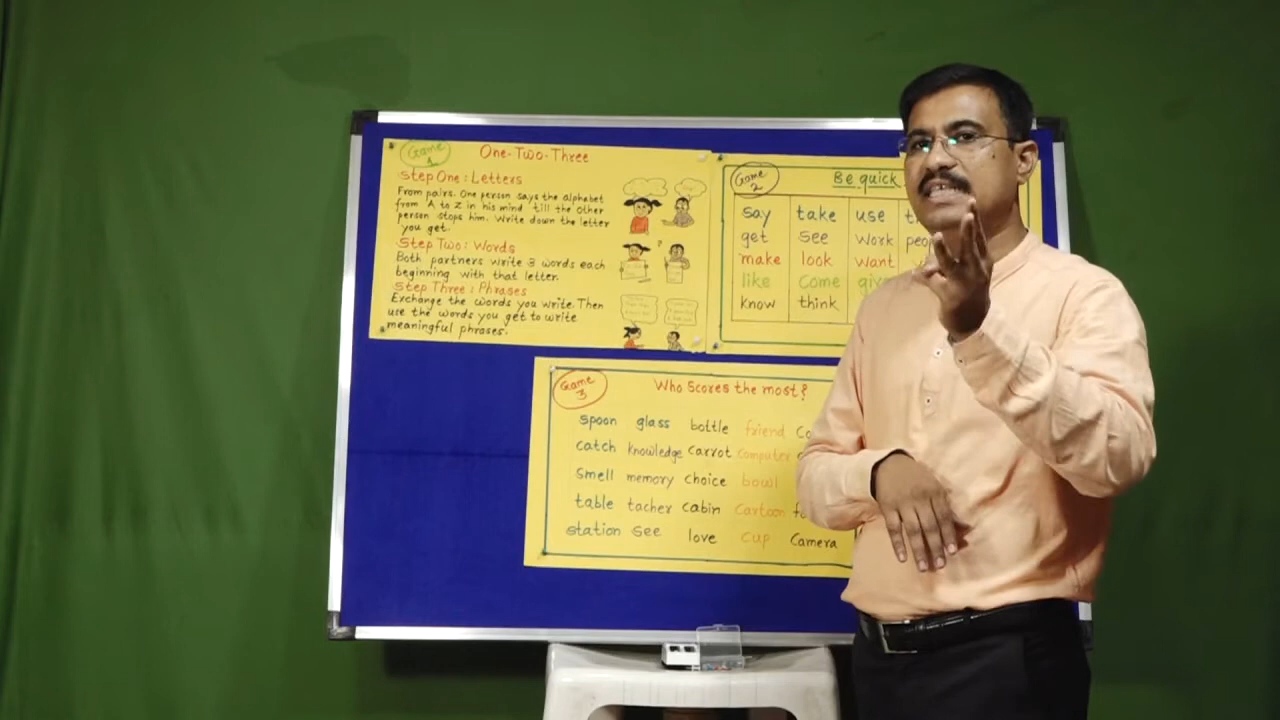 Game 1
One-Two-Three
Step One: Letters
From pairs. One person says the alphabet
from A to Z in his mind till the other
person stops him. Write down the letter
you get.
Step Two: Words
Both partners write 3 words each
beginning with that letter.
Step Three: Phrases
Exchange the words you write. Then
use the words you get to write
meaningful phrases.
Game 2
Be quick
say take use
get see work
make look want
like Come
know think
Game 3
Who Scores the most?
spoon glass bottle friend
catch knowledge carrot computer
smell memory choice bowl
table tacher cabin cartoon
station see love cup Camera